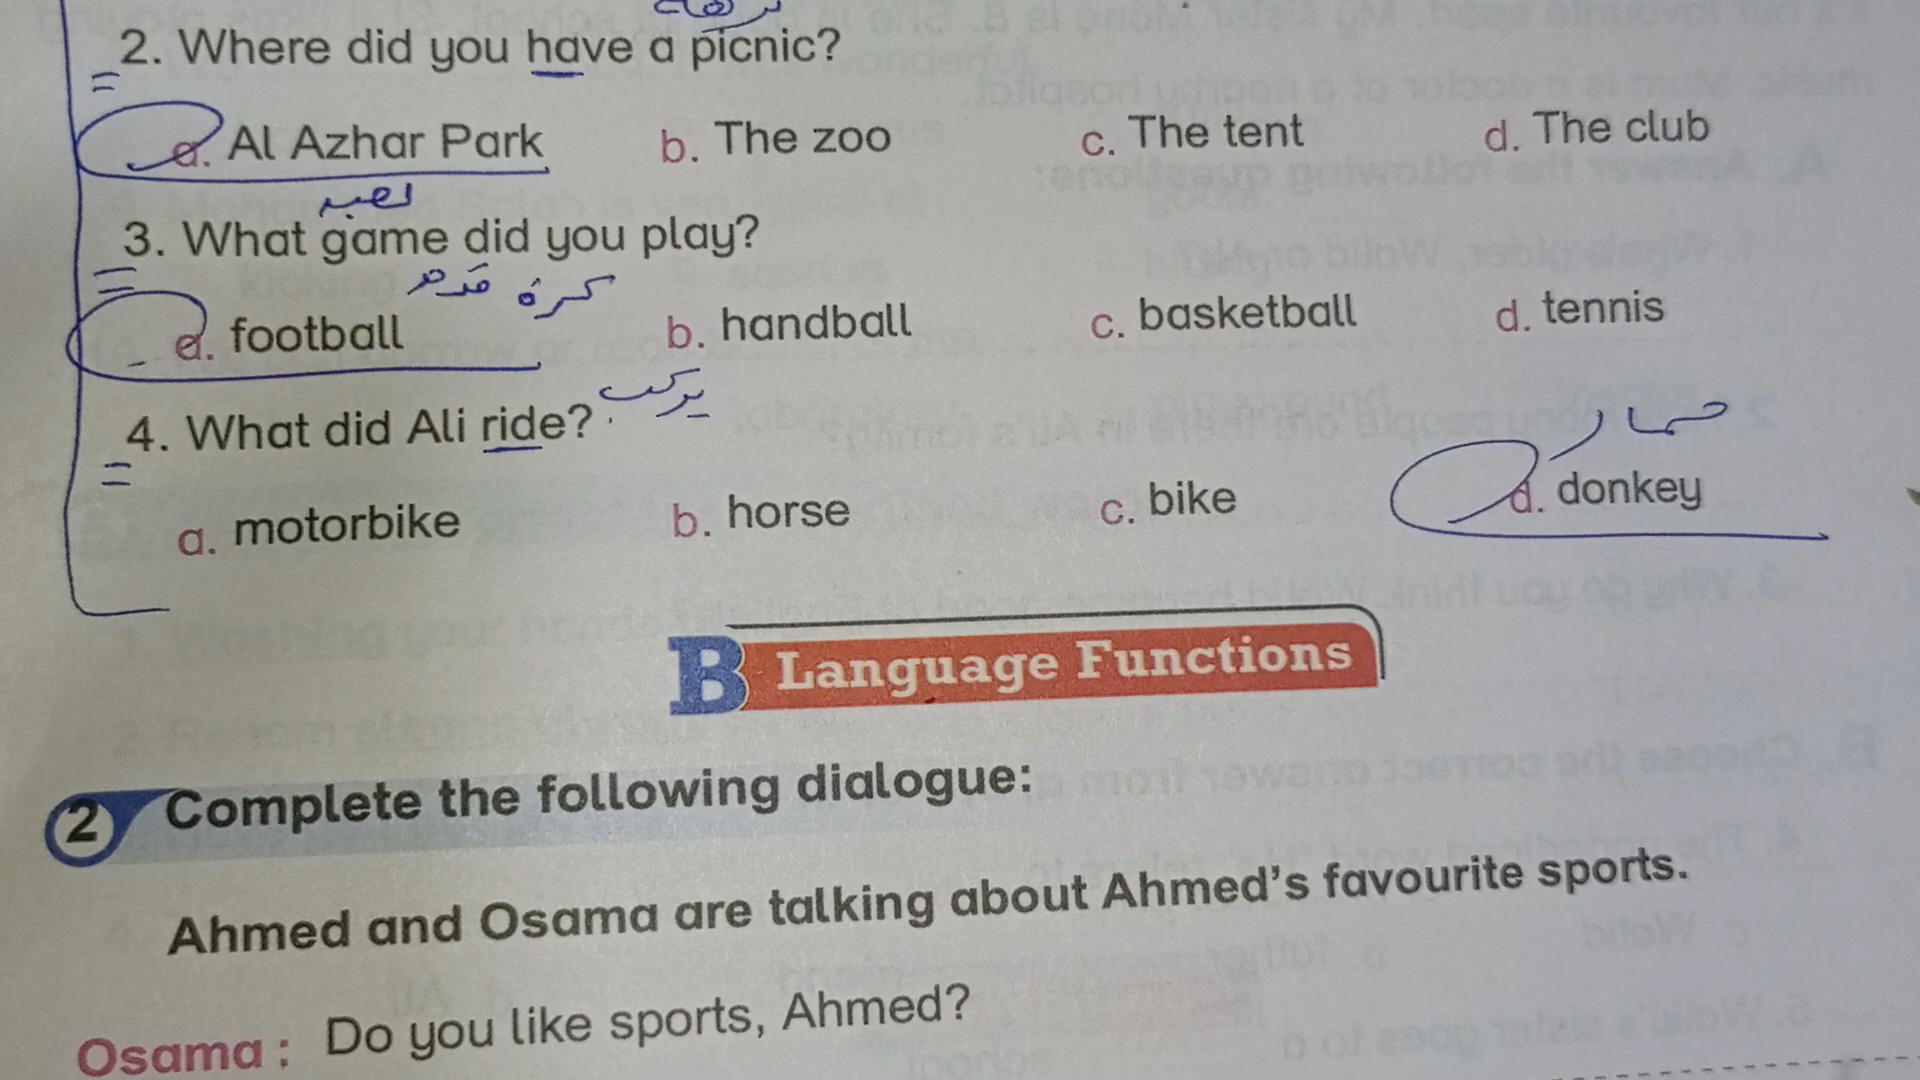 نزهة
2. Where did you have a picnic?
a. Al Azhar Park b. The zoo c. The tent d. The club
لعبة
3. What game did you play?
كرة قدم
a. football b. handball c. basketball d. tennis
4. What did Ali ride? يركب
حمار
a. motorbike b. horse c. bike d. donkey
B Language Functions
2 Complete the following dialogue:
Ahmed and Osama are talking about Ahmed's favourite sports.
Osama : Do you like sports, Ahmed?